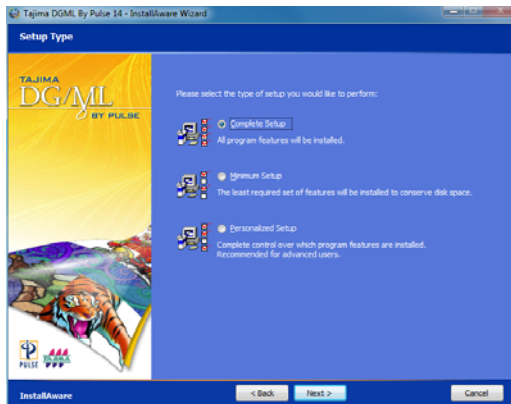 Tajima DGML By Pulse 14 - InstallAware Wizard
Setup Type
TAJIMA
DG/ML
BY PULSE
Please select the type of setup you would like to perform:
Complete Setup
All program features will be installed.
Minimum Setup
The least required set of features will be installed to conserve disk space.
Personalized Setup
Complete control over which program features are installed.
Recommended for advanced users.
PULSE
TAJIMA
InstallAware
< Back
Next >
Cancel